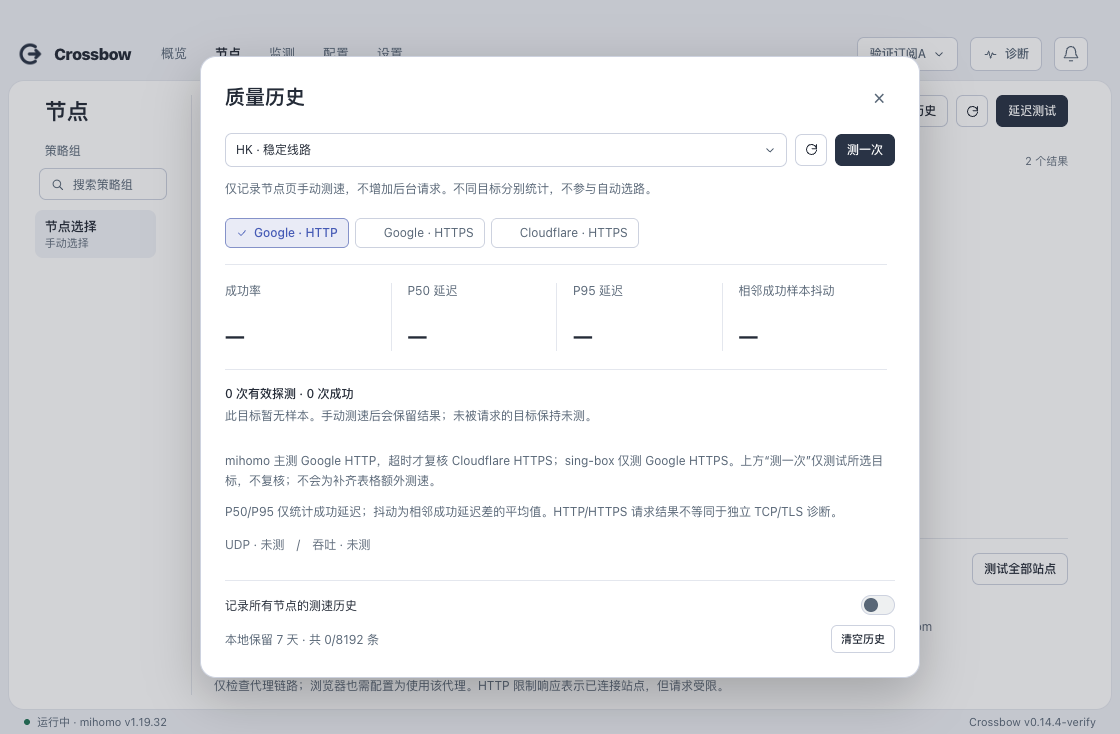 Crossbow
概览
节点
监测
配置
设置
验证订阅A
诊断
节点
延迟测试
策略组
搜索策略组
2 个结果
节点选择
手动选择
质量历史
HK · 稳定线路
测一次
仅记录节点页手动测速，不增加后台请求。不同目标分别统计，不参与自动选路。
Google · HTTP
Google · HTTPS
Cloudflare · HTTPS
成功率
P50 延迟
P95 延迟
相邻成功样本抖动
—
—
—
—
0 次有效探测 · 0 次成功
此目标暂无样本。手动测速后会保留结果；未被请求的目标保持未测。
mihomo 主测 Google HTTP，超时才复核 Cloudflare HTTPS；sing-box 仅测 Google HTTPS。上方“测一次”仅测试所选目
标，不复核；不会为补齐表格额外测速。
P50/P95 仅统计成功延迟；抖动为相邻成功延迟差的平均值。HTTP/HTTPS 请求结果不等同于独立 TCP/TLS 诊断。
UDP · 未测 / 吞吐 · 未测
记录所有节点的测速历史
本地保留 7 天 · 共 0/8192 条
清空历史
测试全部站点
仅检查代理链路；浏览器也需配置为使用该代理。HTTP 限制响应表示已连接站点，但请求受限。
运行中 · mihomo v1.19.32
Crossbow v0.14.4-verify